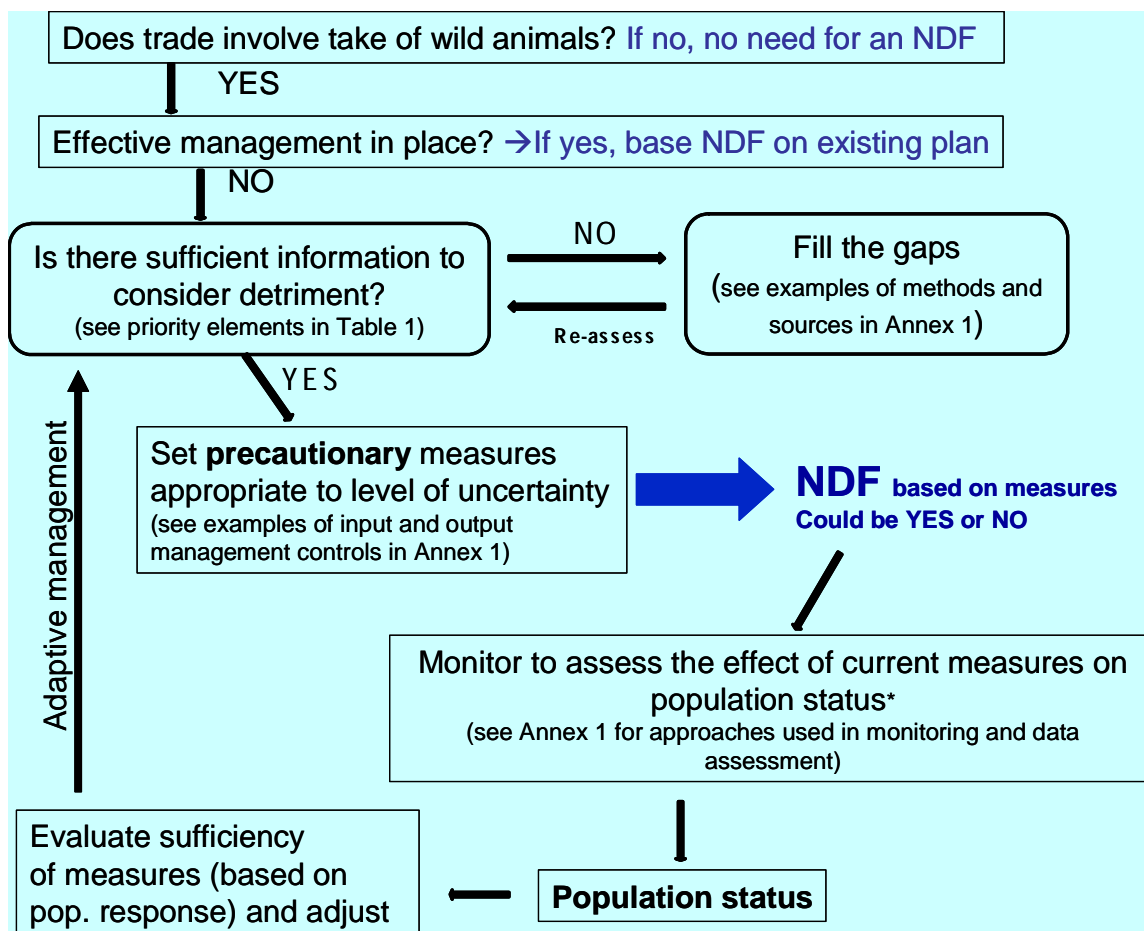 Does trade involve take of wild animals? If no, no need for an NDF
YES
Effective management in place? →If yes, base NDF on existing plan
NO
Is there sufficient information to
consider detriment?
(see priority elements in Table 1)
NO
Re-assess
Fill the gaps
(see examples of methods and
sources in Annex 1)
YES
Set precautionary measures
appropriate to level of uncertainty
(see examples of input and output
management controls in Annex 1)
NDF based on measures
Could be YES or NO
Adaptive management
Monitor to assess the effect of current measures on
population status*
(see Annex 1 for approaches used in monitoring and data
assessment)
Population status
Evaluate sufficiency
of measures (based on
pop. response) and adjust